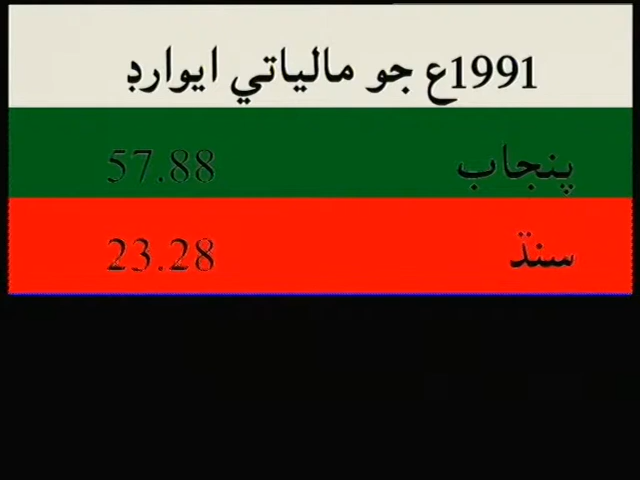 1991ع جو مالياتي ايوارڊ
پنجاب 57.88
سنڌ 23.28